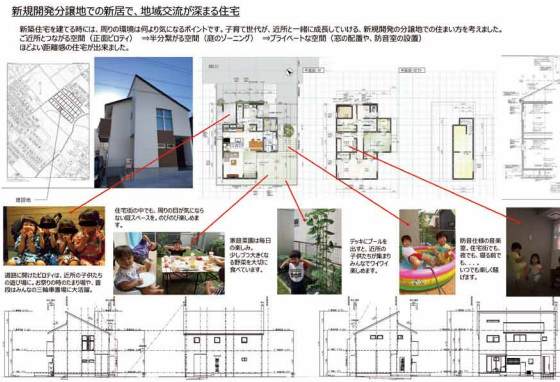 新規開発分譲地での新居で、地域交流が深まる住宅
新築住宅を建てる時には、周りの環境は何より気になるポイントです。子育て世代が、近所と一緒に成長していける、新規開発の分譲地での住まい方を考えました。
ご近所とつながる空間（正面ピロティ）　⇒半分繋がる空間（庭のゾーニング）　⇒プライベートな空間（窓の配置や、防音室の設置）
ほどよい距離感の住宅が出来ました。
建設地
住宅街の中でも、周りの目が気にな
らない庭スペースを。のびのび楽しめま
す。
道路に開けたピロティは、近所の子供たち
の遊び場に。お祭りの時のたまり場や、普
段はみんなの三輪車置場に大活躍。
家庭菜園は毎日
の楽しみ。
少しづつ大きくな
る野菜を大切に
食べています。
デッキにプールを
出すと、近所の
子供たちが集まり
みんなでワイワイ
楽しめます。
防音仕様の音楽
室。住宅街でも、
夜でも、寝る前で
も、、、、
いつでも楽しく騒
げます。